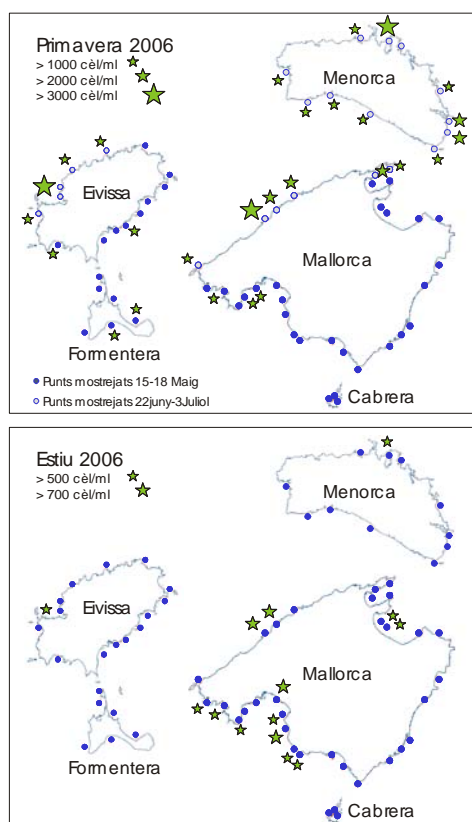 Primavera 2006
> 1000 cèl/ml
> 2000 cèl/ml
> 3000 cèl/ml
Menorca
Eivissa
Mallorca
Formentera
Punts mostrejats 15-18 Maig
Punts mostrejats 22juny-3Juliol
Cabrera
Estiu 2006
> 500 cèl/ml
> 700 cèl/ml
Menorca
Eivissa
Mallorca
Formentera
Cabrera